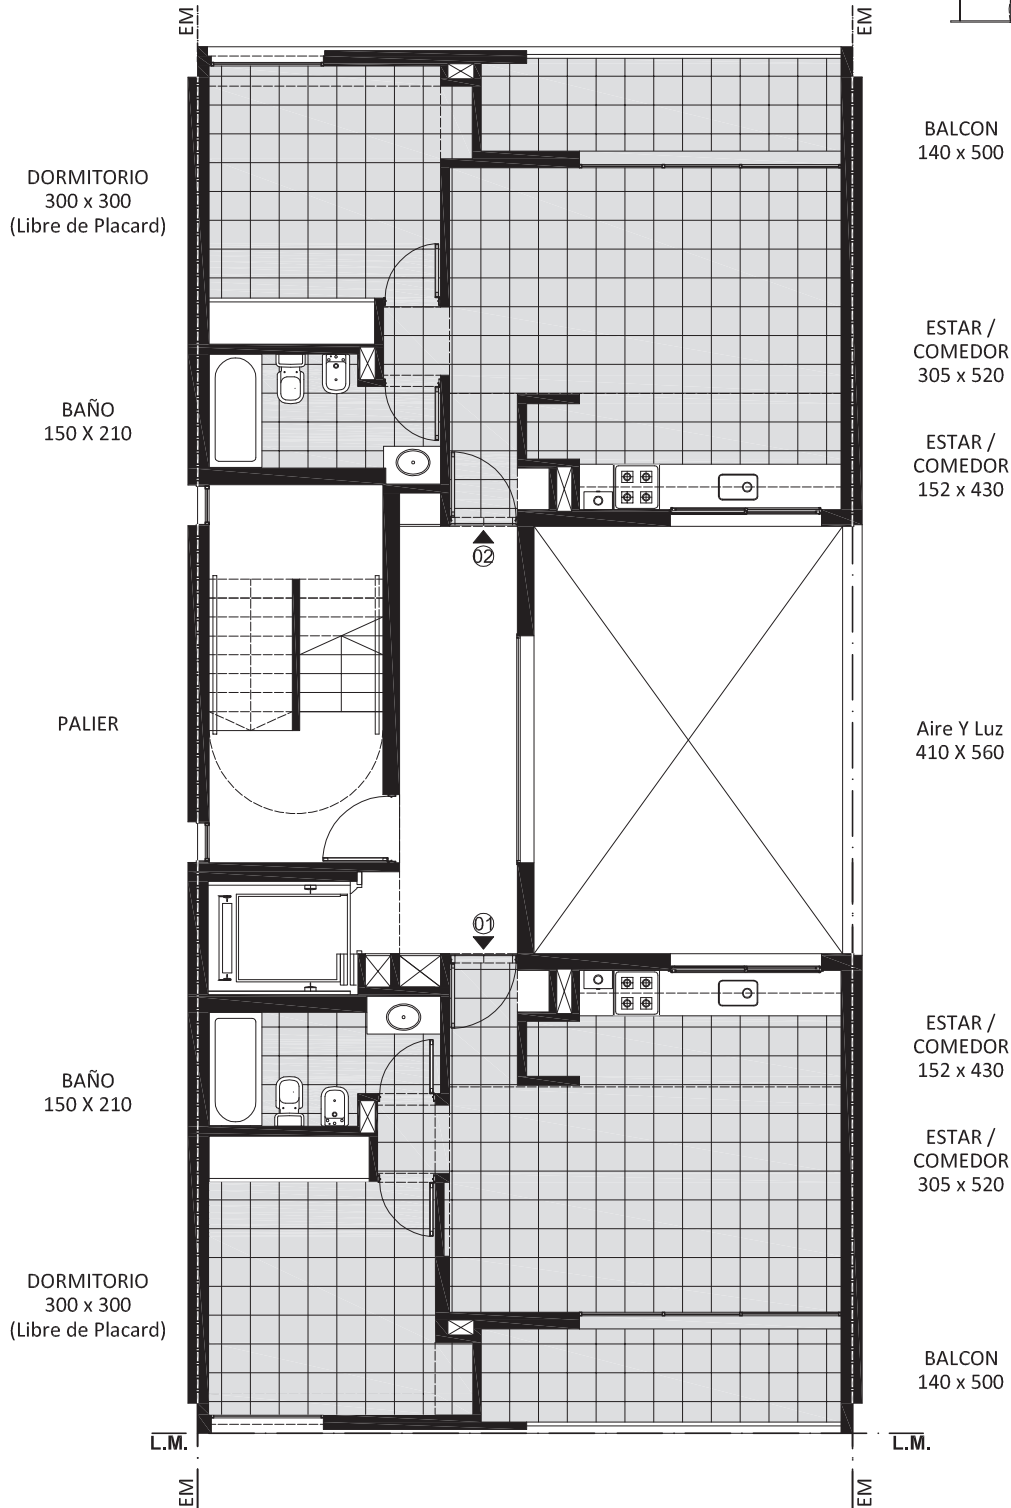 EM
EM
BALCON
140 x 500
DORMITORIO
300 x 300
(Libre de Placard)
ESTAR /
COMEDOR
305 x 520
BAÑO
150 X 210
ESTAR /
COMEDOR
152 x 430
02
PALIER
Aire Y Luz
410 X 560
01
ESTAR /
COMEDOR
152 x 430
BAÑO
150 X 210
ESTAR /
COMEDOR
305 x 520
DORMITORIO
300 x 300
(Libre de Placard)
BALCON
140 x 500
L.M.
L.M.
EM
EM